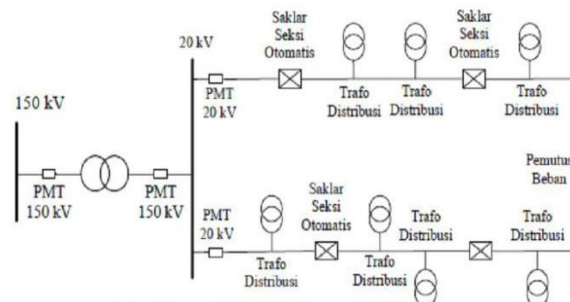 20 kV
Saklar
Seksi
Otomatis
Saklar
Seksi
Otomatis
PMT
20 kV
Trafo
Distribusi
Trafo
Distribusi
Trafo
Distribusi
150 kV
PMT
150 kV
PMT
150 kV
Pemutus
Beban
PMT
20 kV
Saklar
Seksi
Otomatis
Trafo
Distribusi
Trafo
Distribusi
Trafo
Distribusi
Trafo
Distribusi